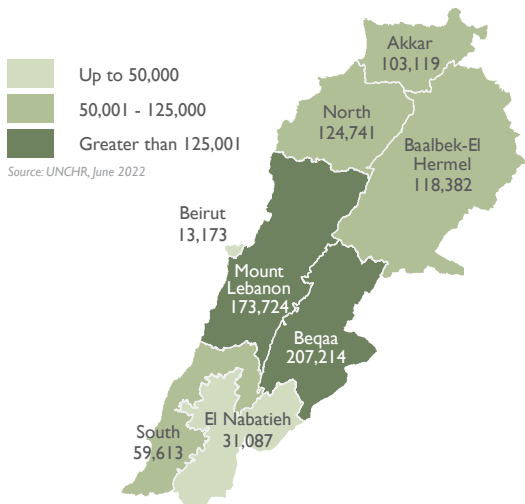 Up to 50,000
50,001 - 125,000
Greater than 125,001
Source: UNCHR, June 2022
Akkar
103,119
North
124,741
Baalbek-El
Hermel
118,382
Beirut
13,173
Mount
Lebanon
173,724
Beqaa
207,214
El Nabatieh
31,087
South
59,613